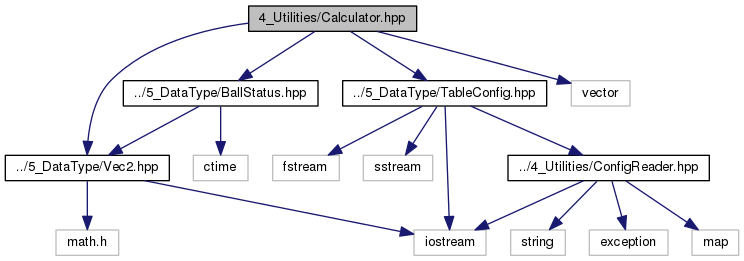 4_Utilities/Calculator.hpp
../5_DataType/BallStatus.hpp
../5_DataType/TableConfig.hpp
vector
../5_DataType/Vec2.hpp
ctime
fstream
sstream
../4_Utilities/ConfigReader.hpp
math.h
iostream
string
exception
map